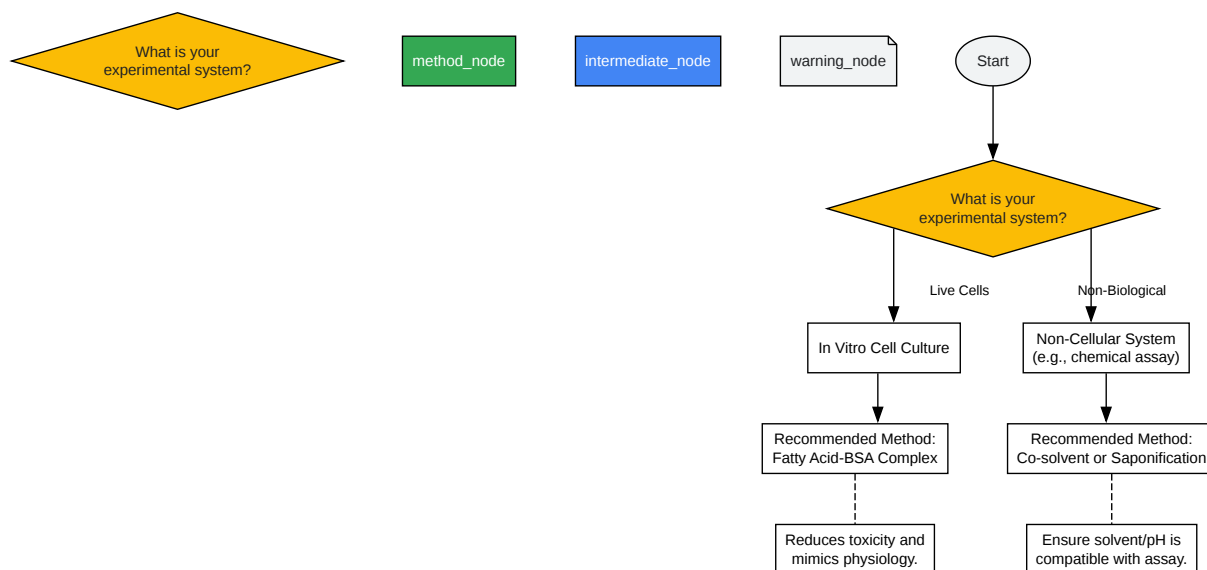 What is your
experimental system?
method_node
intermediate_node
warning_node
Start
What is your
experimental system?
Live Cells
Non-Biological
In Vitro Cell Culture
Non-Cellular System
(e.g., chemical assay)
Recommended Method:
Fatty Acid-BSA Complex
Recommended Method:
Co-solvent or Saponification
Reduces toxicity and
mimics physiology.
Ensure solvent/pH is
compatible with assay.